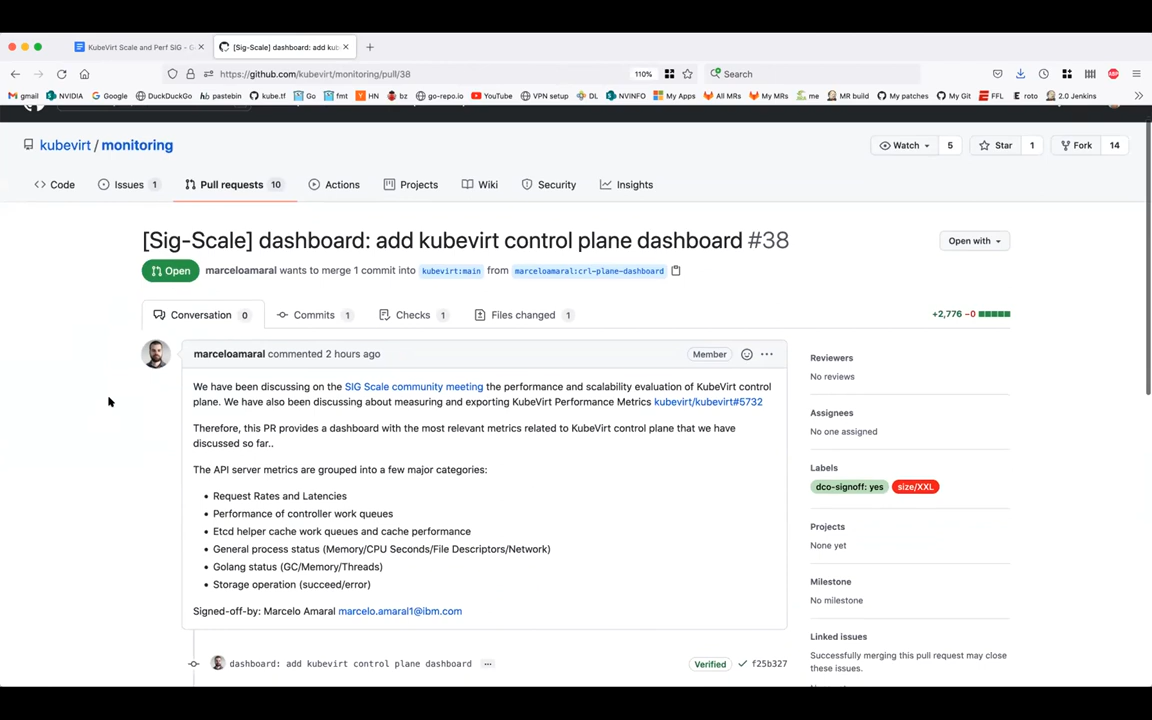 KubeVirt Scale and Perf SIG - G
[Sig-Scale] dashboard: add kub
https://github.com/kubevirt/monitoring/pull/38
110%
Search
gmail NVIDIA Google DuckDuckGo hb pastebin kube.tf Go fmt HN bz go-repo.io YouTube VPN setup DL NVINFO My Apps All MRs My MRs me MR build My patches My Git FFL roto 2.0 Jenkins
kubevirt / monitoring
Watch 5 Star 1 Fork 14
Code Issues 1 Pull requests 10 Actions Projects Wiki Security Insights
[Sig-Scale] dashboard: add kubevirt control plane dashboard #38
Open with
Open marceloamaral wants to merge 1 commit into kubevirt:main from marceloamaral:crl-plane-dashboard
Conversation 0 Commits 1 Checks 1 Files changed 1
+2,776 −0
marceloamaral commented 2 hours ago
Member
We have been discussing on the SIG Scale community meeting the performance and scalability evaluation of KubeVirt control
plane. We have also been discussing about measuring and exporting KubeVirt Performance Metrics kubevirt/kubevirt#5732
Therefore, this PR provides a dashboard with the most relevant metrics related to KubeVirt control plane that we have
discussed so far..
The API server metrics are grouped into a few major categories:
• Request Rates and Latencies
• Performance of controller work queues
• Etcd helper cache work queues and cache performance
• General process status (Memory/CPU Seconds/File Descriptors/Network)
• Golang status (GC/Memory/Threads)
• Storage operation (succeed/error)
Signed-off-by: Marcelo Amaral marcelo.amaral1@ibm.com
dashboard: add kubevirt control plane dashboard ...
Verified f25b327
Reviewers
No reviews
Assignees
No one assigned
Labels
dco-signoff: yes size/XXL
Projects
None yet
Milestone
No milestone
Linked issues
Successfully merging this pull request may close
these issues.